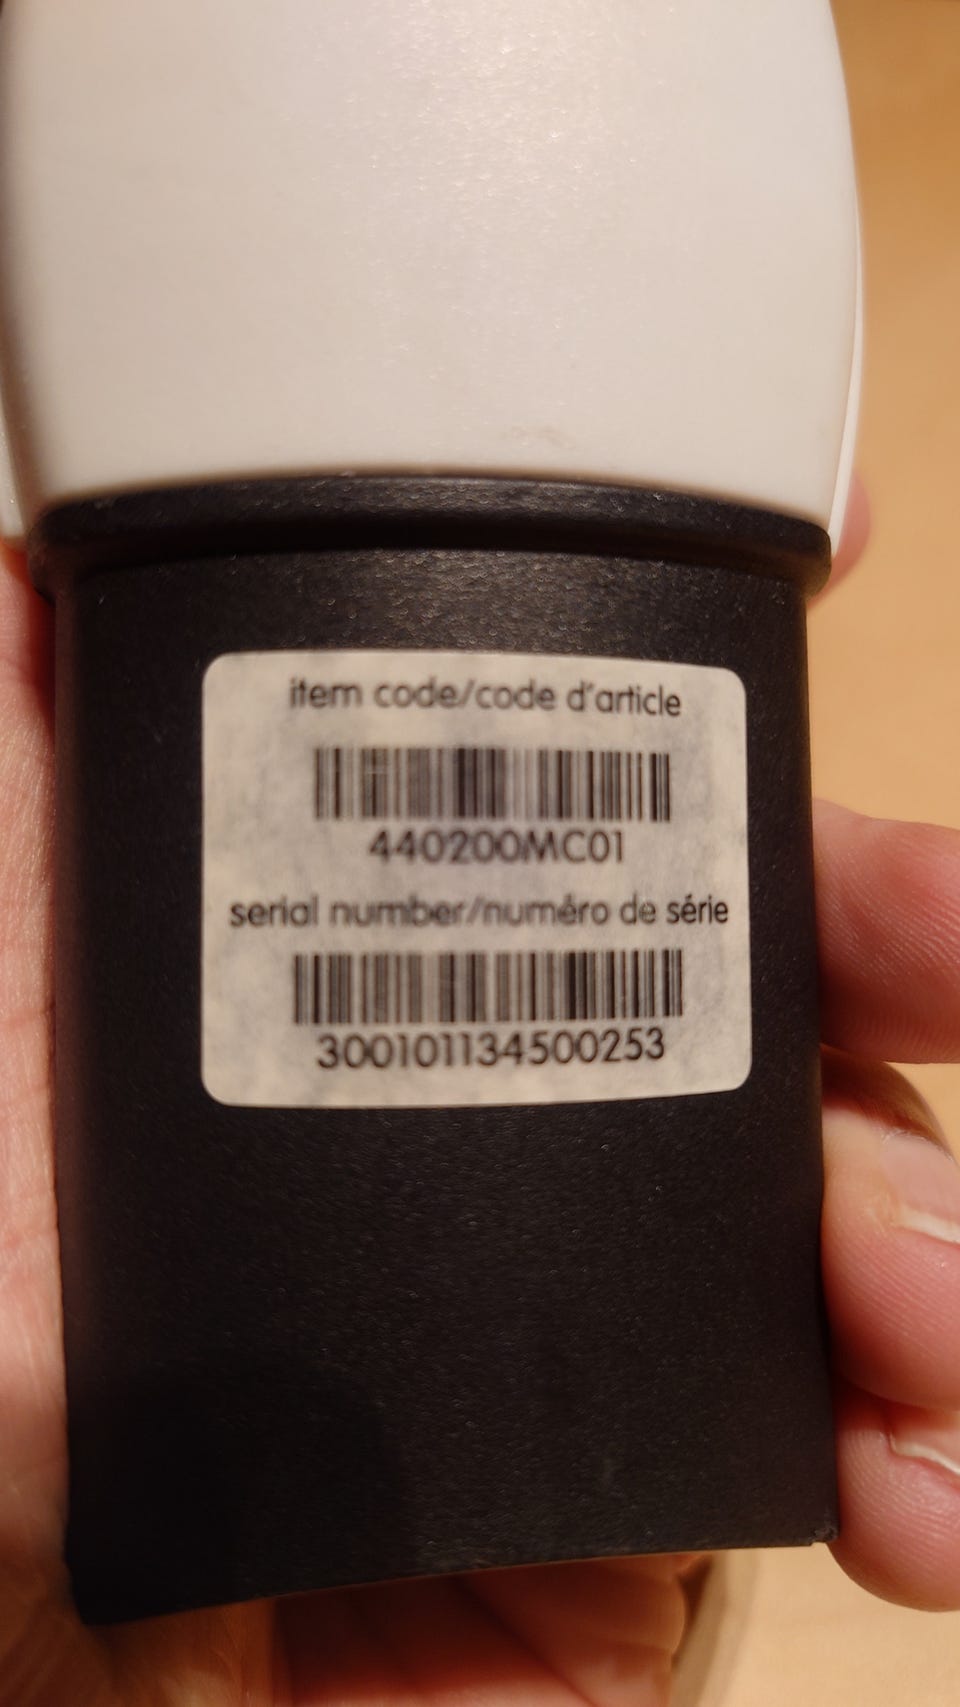 item code/code d'article
440200MC01
serial number/numéro de série
300101134500253